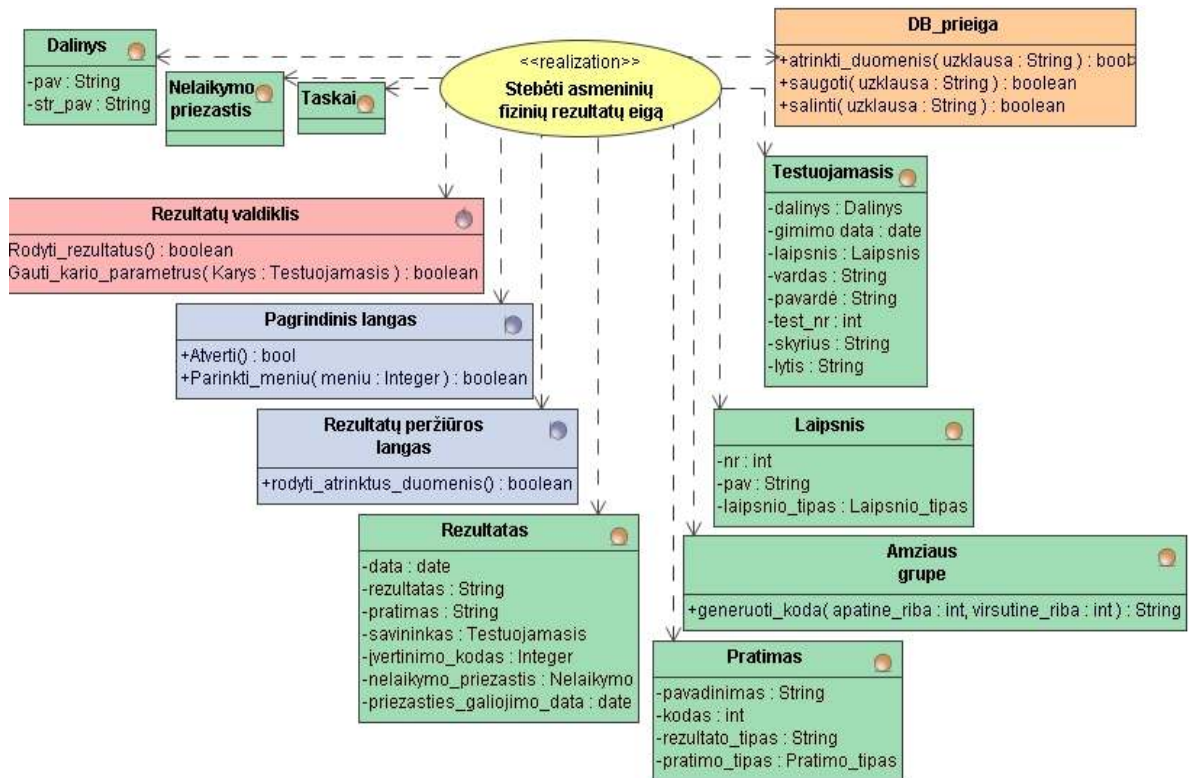 Dalinys
-pav : String
-str_pav : String
Nelaikymo
priezastis
Taskai
<<realization>>
Stebėti asmeninių
fizinių rezultatų eigą
DB_prieiga
+atrinkti_duomenis( uzklausa : String ) : boo
+saugoti( uzklausa : String ) : boolean
+salinti( uzklausa : String ) : boolean
Testuojamasis
-dalinys : Dalinys
-gimimo data : date
-laipsnis : Laipsnis
-vardas : String
-pavardė : String
-test_nr : int
-skyrius : String
-lytis : String
Rezultatų valdiklis
Rodyti_rezultatus() : boolean
Gauti_kario_parametrus( Karys : Testuojamasis ) : boolean
Pagrindinis langas
+Atverti() : bool
+Parinkti_meniu( meniu : Integer ) : boolean
Rezultatų peržiūros
langas
+rodyti_atrinktus_duomenis() : boolean
Laipsnis
-nr : int
-pav : String
-laipsnio_tipas : Laipsnio_tipas
Rezultatas
-data : date
-rezultatas : String
-pratimas : String
-savininkas : Testuojamasis
-įvertinimo_kodas : Integer
-nelaikymo_priezastis : Nelaikymo
-priezasties_galiojimo_data : date
Amziaus
grupe
+generuoti_koda( apatine_riba : int, virsutine_riba : int ) : String
Pratimas
-pavadinimas : String
-kodas : int
-rezultato_tipas : String
-pratimo_tipas : Pratimo_tipas